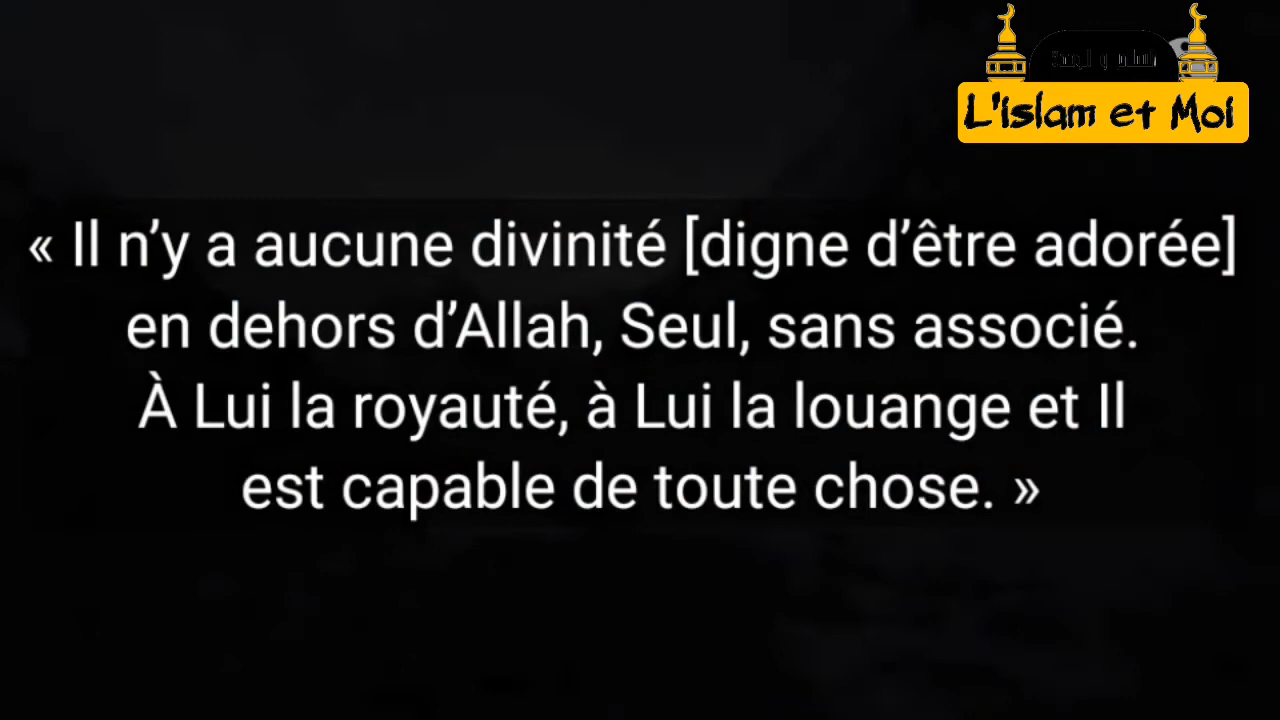 L'islam et Moi
« Il n’y a aucune divinité [digne d’être adorée]
en dehors d’Allah, Seul, sans associé.
À Lui la royauté, à Lui la louange et Il
est capable de toute chose. »